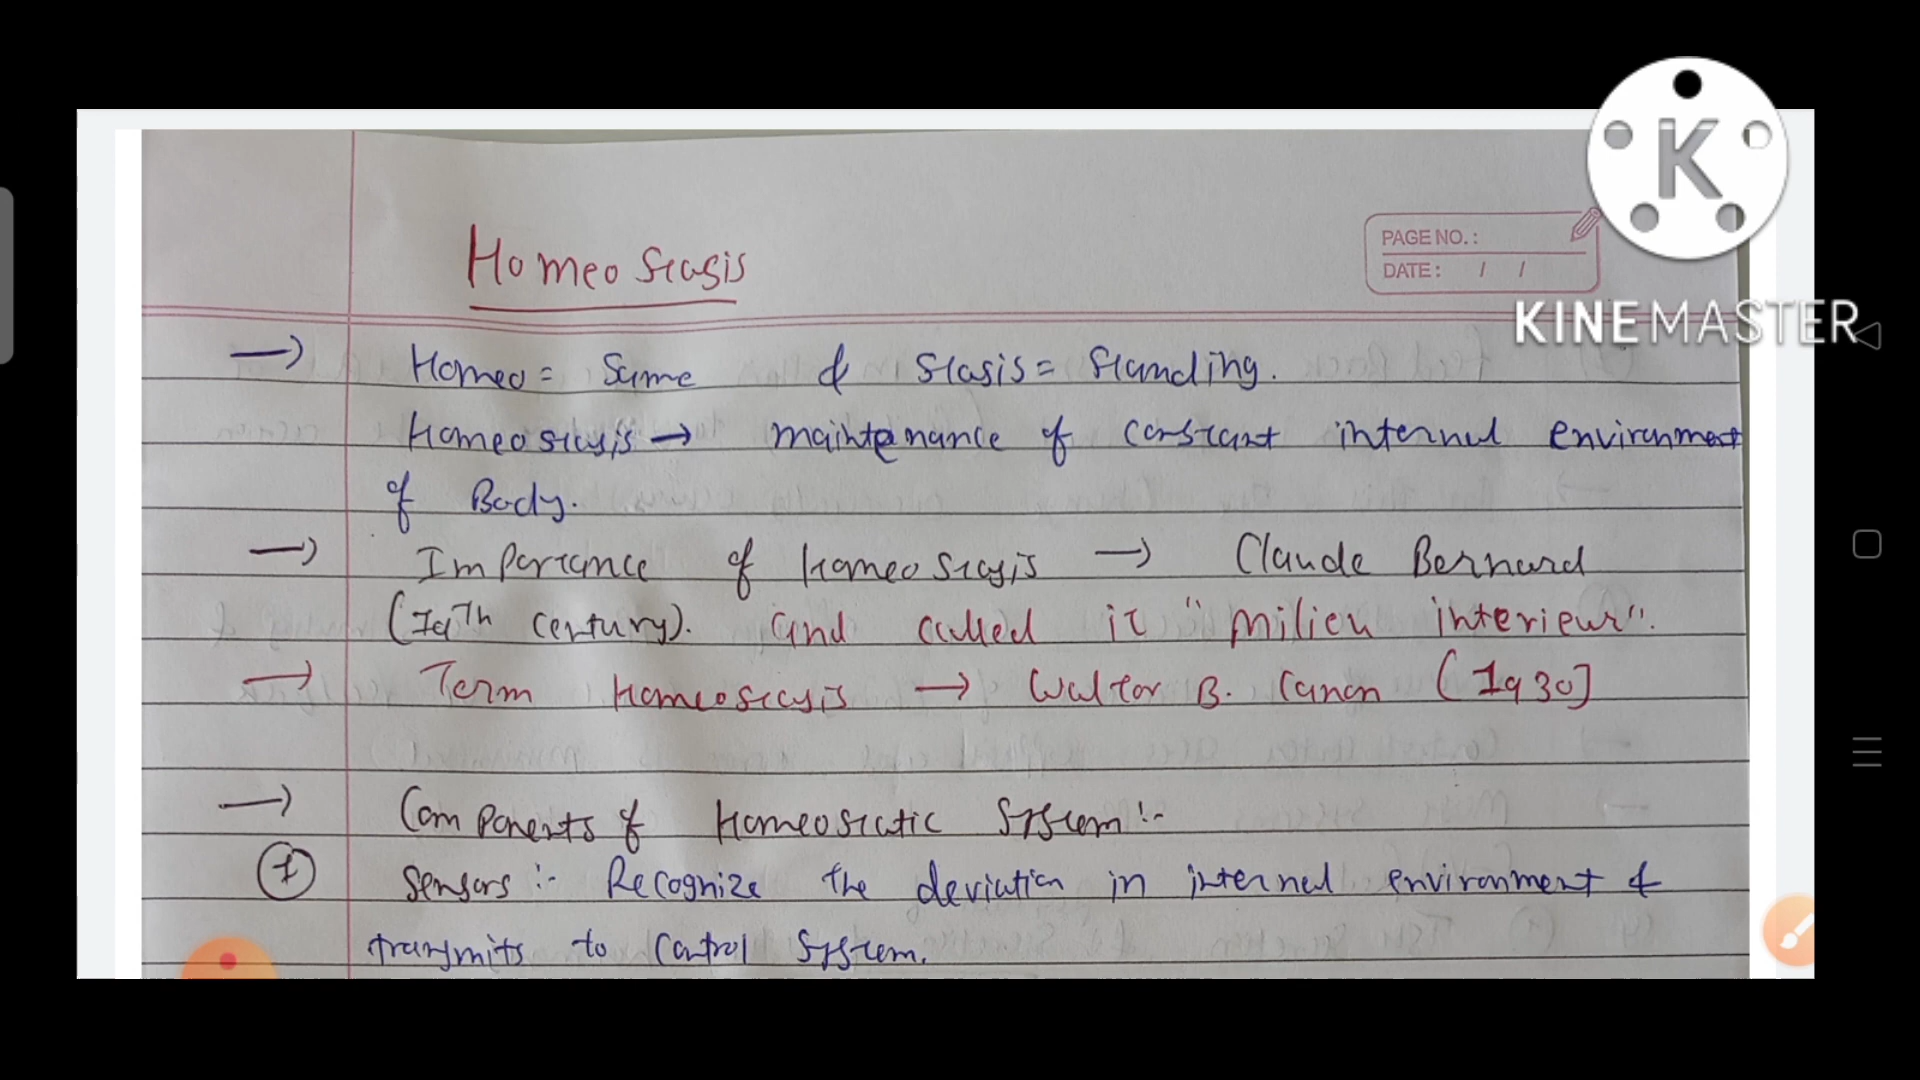 Homeostasis
PAGE NO.:
DATE: / /
KINEMASTER
→ Homeo = Same & Stasis = Standing.
Homeostasis → maintenance of constant internal environment
of Body.
→ Importance of homeostasis → Claude Bernard
(19th century). and called it "milieu interieur".
→ Term Homeostasis → Walter B. Canon (1930]
→ Components of Homeostatic System:-
1 Sensors:- Recognize the deviation in internal environment &
transmits to control system.